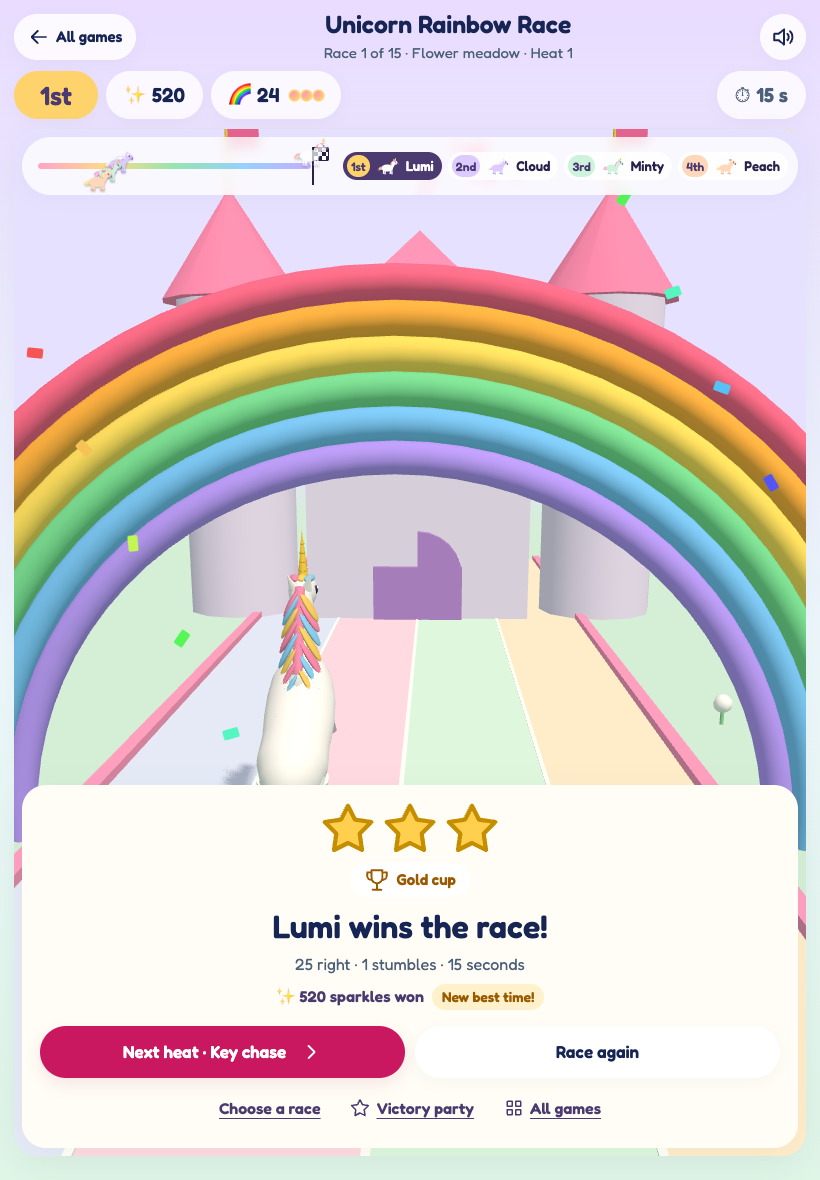 All games
Unicorn Rainbow Race
Race 1 of 15 · Flower meadow · Heat 1
1st
520
24
15 s
1st Lumi
2nd Cloud
3rd Minty
4th Peach
Gold cup
Lumi wins the race!
25 right · 1 stumbles · 15 seconds
520 sparkles won New best time!
Next heat · Key chase
Race again
Choose a race
Victory party
All games